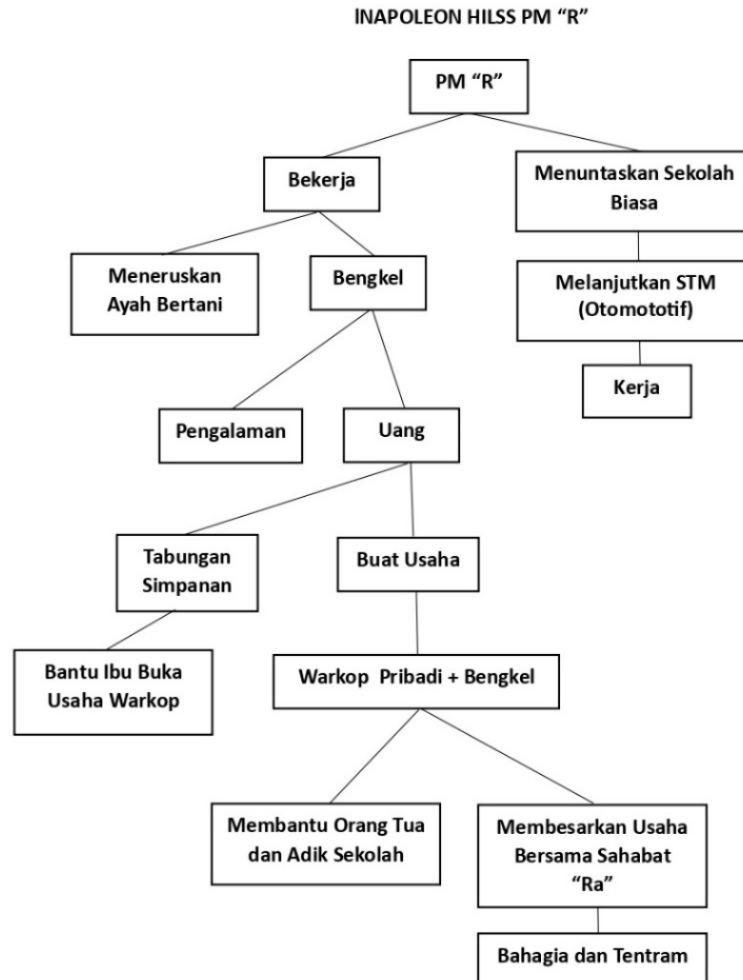 INAPOLEON HILSS PM “R”
PM “R”
Bekerja
Menuntaskan Sekolah
Biasa
Meneruskan
Ayah Bertani
Bengkel
Melanjutkan STM
(Otomototif)
Kerja
Pengalaman
Uang
Tabungan
Simpanan
Buat Usaha
Bantu Ibu Buka
Usaha Warkop
Warkop Pribadi + Bengkel
Membantu Orang Tua
dan Adik Sekolah
Membesarkan Usaha
Bersama Sahabat
“Ra”
Bahagia dan Tentram